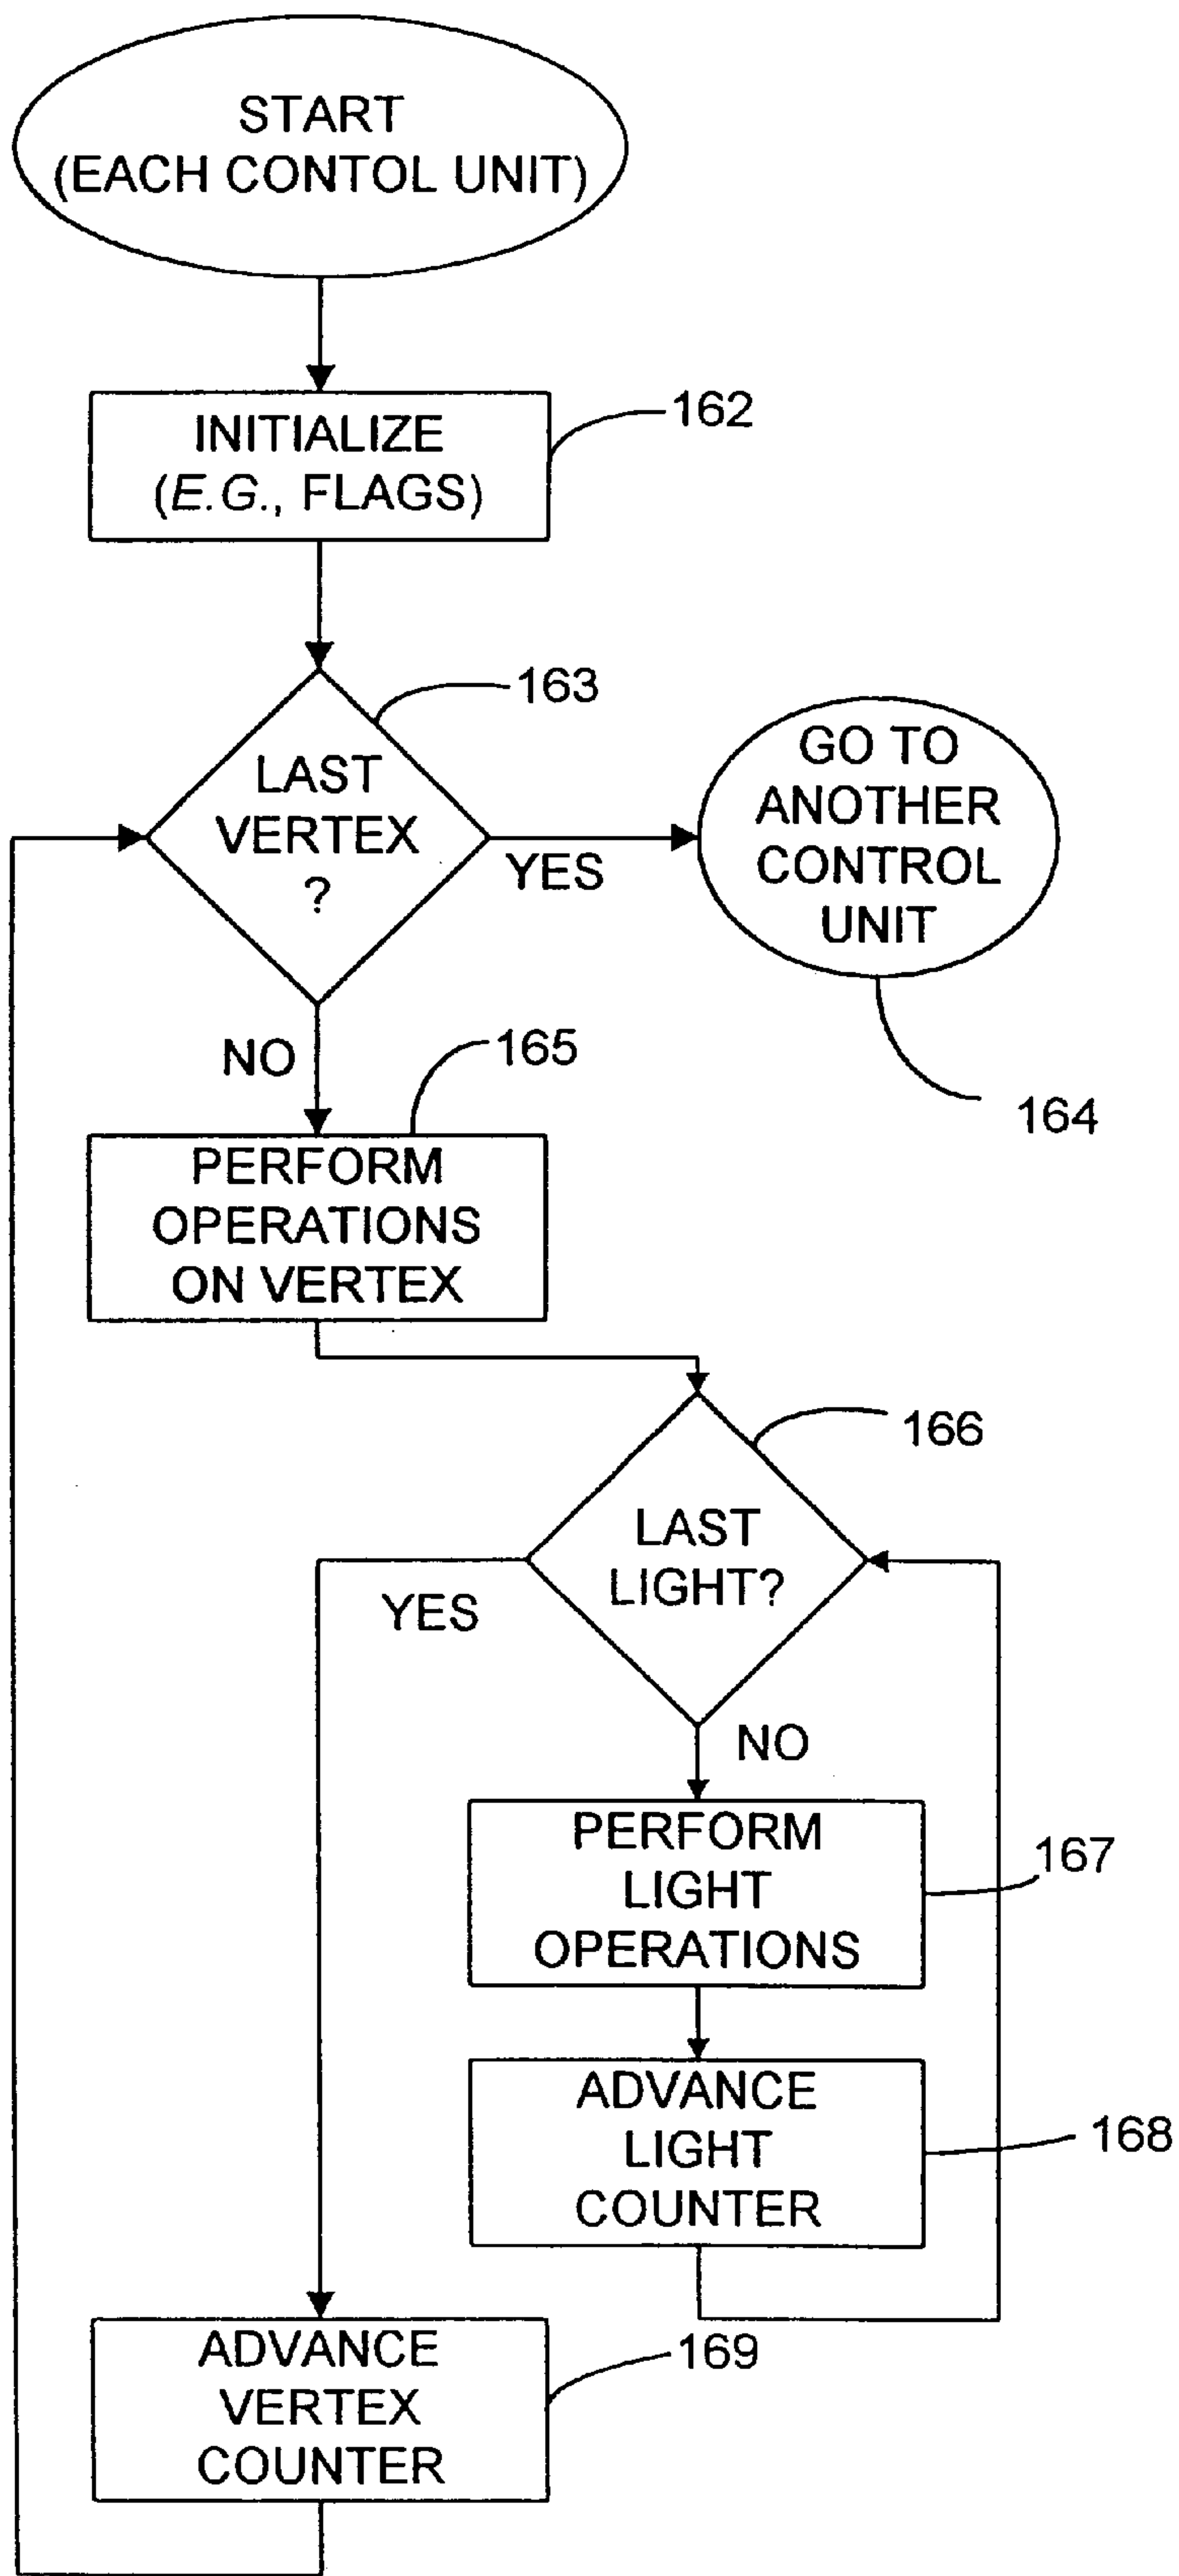 START
(EACH CONTOL UNIT)
INITIALIZE
(E.G., FLAGS)
162
LAST
VERTEX
?
163
YES
GO TO
ANOTHER
CONTROL
UNIT
164
NO
165
PERFORM
OPERATIONS
ON VERTEX
166
LAST
LIGHT?
YES
NO
PERFORM
LIGHT
OPERATIONS
167
ADVANCE
LIGHT
COUNTER
168
ADVANCE
VERTEX
COUNTER
169